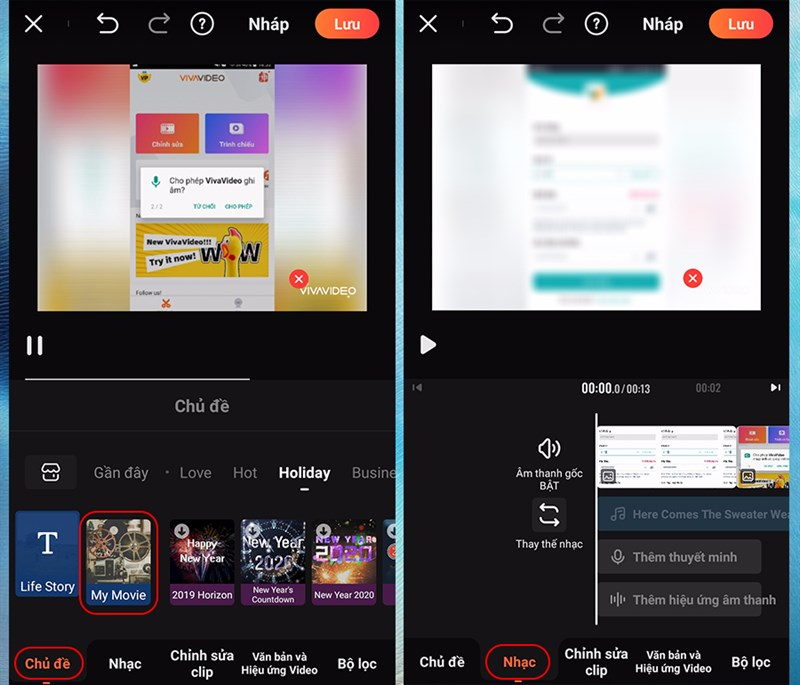 Nháp
Lưu
VIP
VIVAVIDEO
Chỉnh sửa
Trình chiếu
Cho phép VivaVideo ghi
âm?
2 / 2
TỪ CHỐI
CHO PHÉP
New VivaVideo!!!
Try it now!
WOW
Follow us!
VIVAVIDEO
Chủ đề
Gần đây
Love
Hot
Holiday
Busine
T
Life Story
My Movie
Happy
New Year
2019 Horizon
New Year
2020
New Year's
Countdown
2020
New Year 2020
Chủ đề
Nhạc
Chỉnh sửa
clip
Văn bản và
Hiệu ứng Video
Bộ lọc
Nháp
Lưu
00:00.0 / 00:13
00:02
Âm thanh gốc
BẬT
Thay thế nhạc
Here Comes The Sweater We
Thêm thuyết minh
Thêm hiệu ứng âm thanh
Chủ đề
Nhạc
Chỉnh sửa
clip
Văn bản và
Hiệu ứng Video
Bộ lọc